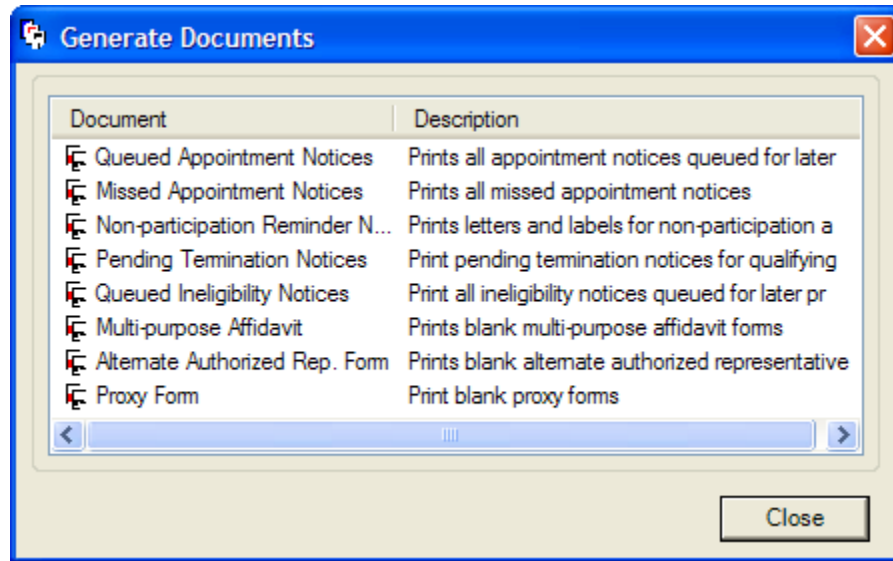 Generate Documents
Document Description
Queued Appointment Notices Prints all appointment notices queued for later
Missed Appointment Notices Prints all missed appointment notices
Non-participation Reminder N... Prints letters and labels for non-participation a
Pending Termination Notices Print pending termination notices for qualifying
Queued Ineligibility Notices Print all ineligibility notices queued for later pr
Multi-purpose Affidavit Prints blank multi-purpose affidavit forms
Alternate Authorized Rep. Form Prints blank alternate authorized representative
Proxy Form Print blank proxy forms
Close